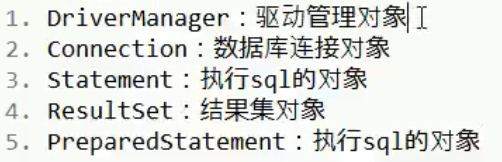 1. DriverManager：驱动管理对象
2. Connection：数据库连接对象
3. Statement：执行sql的对象
4. ResultSet：结果集对象
5. PreparedStatement：执行sql的对象